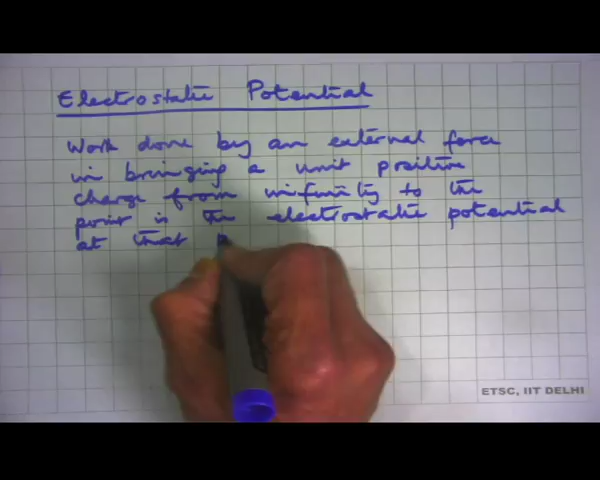 Electrostatic Potential
Work done by an external force
in bringing a unit positive
charge from infinity to the
point is the electrostatic potential
at that p
ETSC, IIT DELHI